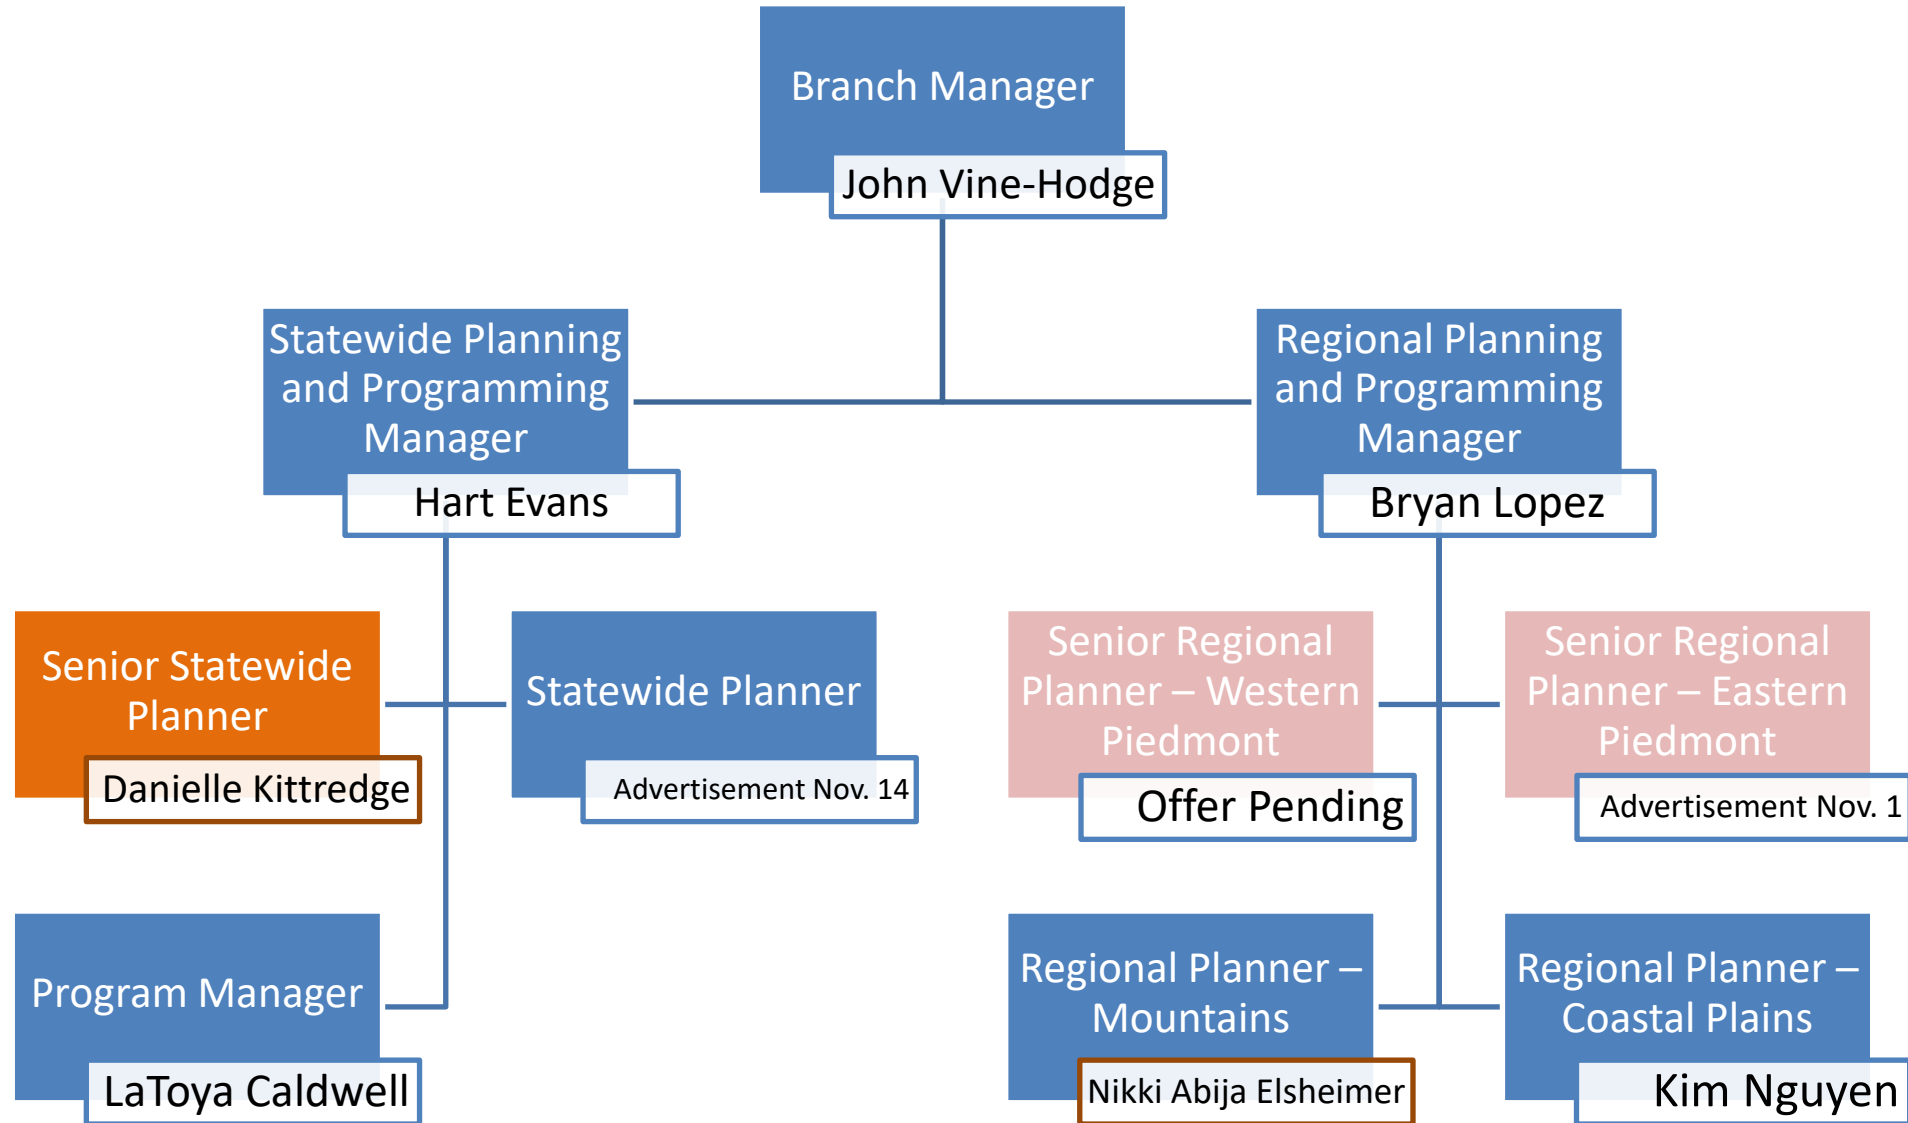 Branch Manager
John Vine-Hodge
Statewide Planning
and Programming
Manager
Hart Evans
Regional Planning
and Programming
Manager
Bryan Lopez
Senior Statewide
Planner
Danielle Kittredge
Statewide Planner
Advertisement Nov. 14
Senior Regional
Planner – Western
Piedmont
Offer Pending
Senior Regional
Planner – Eastern
Piedmont
Advertisement Nov. 1
Program Manager
LaToya Caldwell
Regional Planner –
Mountains
Nikki Abija Elsheimer
Regional Planner –
Coastal Plains
Kim Nguyen